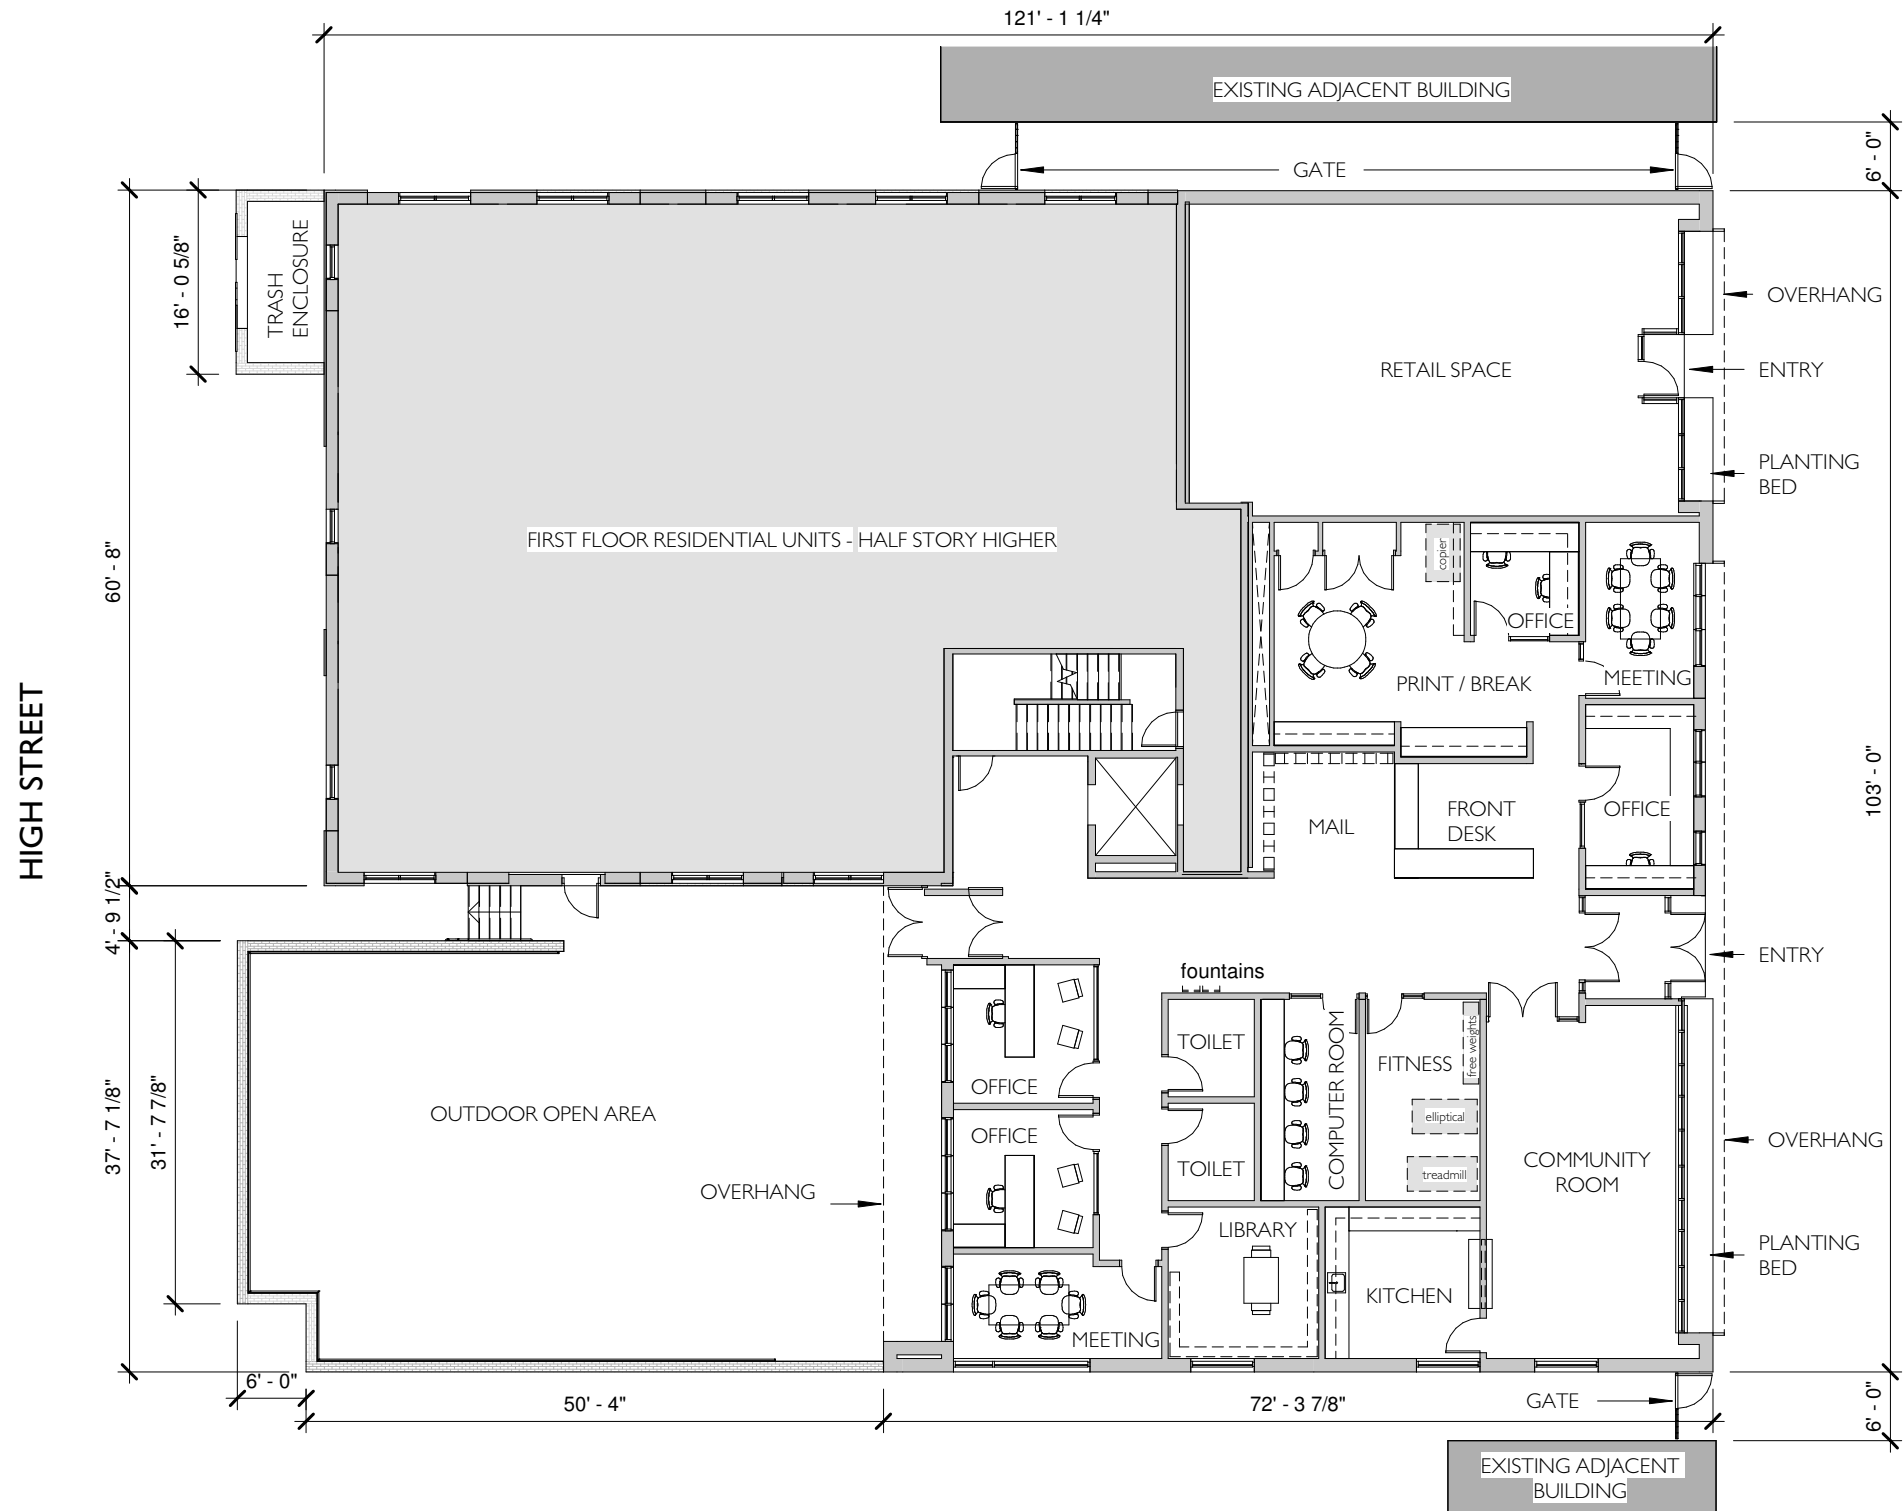 121' - 1 1/4"
EXISTING ADJACENT BUILDING
6' - 0"
GATE
16' - 0 5/8"
TRASH
ENCLOSURE
OVERHANG
RETAIL SPACE
ENTRY
PLANTING
BED
60' - 8"
FIRST FLOOR RESIDENTIAL UNITS - HALF STORY HIGHER
copier
OFFICE
MEETING
PRINT / BREAK
HIGH STREET
103' - 0"
MAIL
FRONT
DESK
OFFICE
4' - 9 1/2"
ENTRY
fountains
TOILET
COMPUTER ROOM
FITNESS
free weights
OFFICE
OUTDOOR OPEN AREA
elliptical
37' - 7 1/8"
31' - 7 7/8"
OFFICE
OVERHANG
TOILET
treadmill
COMMUNITY
ROOM
OVERHANG
LIBRARY
PLANTING
BED
KITCHEN
MEETING
6' - 0"
50' - 4"
72' - 3 7/8"
GATE
6' - 0"
EXISTING ADJACENT
BUILDING